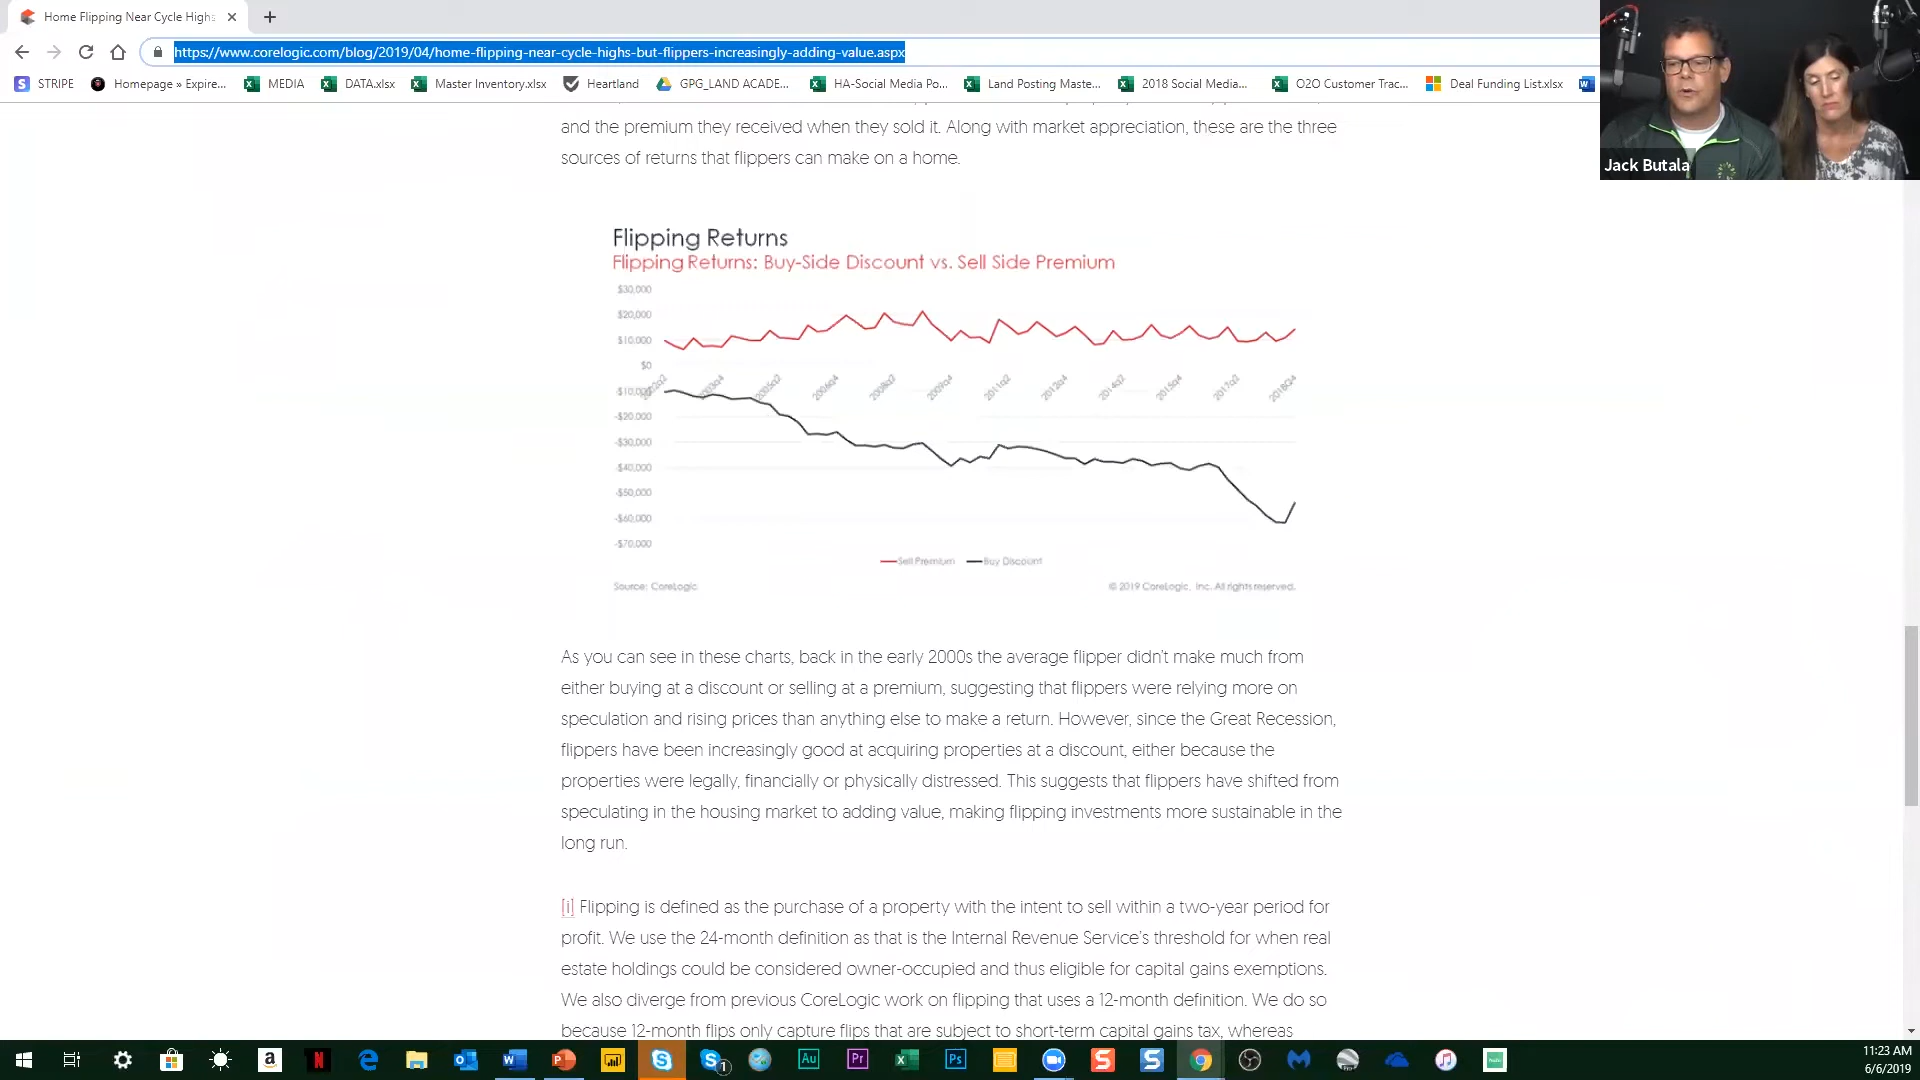 Home Flipping Near Cycle Highs
https://www.corelogic.com/blog/2019/04/home-flipping-near-cycle-highs-but-flippers-increasingly-adding-value.aspx
STRIPE Homepage » Expire... MEDIA DATA.xlsx Master Inventory.xlsx Heartland GPG_LAND ACADE... HA-Social Media Po... Land Posting Maste... 2018 Social Media... O2O Customer Trac... Deal Funding List.xlsx
Jack Butala
and the premium they received when they sold it. Along with market appreciation, these are the three
sources of returns that flippers can make on a home.
Flipping Returns
Flipping Returns: Buy-Side Discount vs. Sell Side Premium
$30,000
$20,000
$10,000
$0
-$10,000
-$20,000
-$30,000
-$40,000
-$50,000
-$60,000
-$70,000
2002q2 2003q4 2005q2 2006q4 2008q2 2009q4 2011q2 2012q4 2014q2 2015q4 2017q2 2018Q4
Sell Premium Buy Discount
Source: CoreLogic © 2019 CoreLogic, Inc. All rights reserved.
As you can see in these charts, back in the early 2000s the average flipper didn't make much from
either buying at a discount or selling at a premium, suggesting that flippers were relying more on
speculation and rising prices than anything else to make a return. However, since the Great Recession,
flippers have been increasingly good at acquiring properties at a discount, either because the
properties were legally, financially or physically distressed. This suggests that flippers have shifted from
speculating in the housing market to adding value, making flipping investments more sustainable in the
long run.
[i] Flipping is defined as the purchase of a property with the intent to sell within a two-year period for
profit. We use the 24-month definition as that is the Internal Revenue Service's threshold for when real
estate holdings could be considered owner-occupied and thus eligible for capital gains exemptions.
We also diverge from previous CoreLogic work on flipping that uses a 12-month definition. We do so
because 12-month flips only capture flips that are subject to short-term capital gains tax, whereas
11:23 AM
6/6/2019